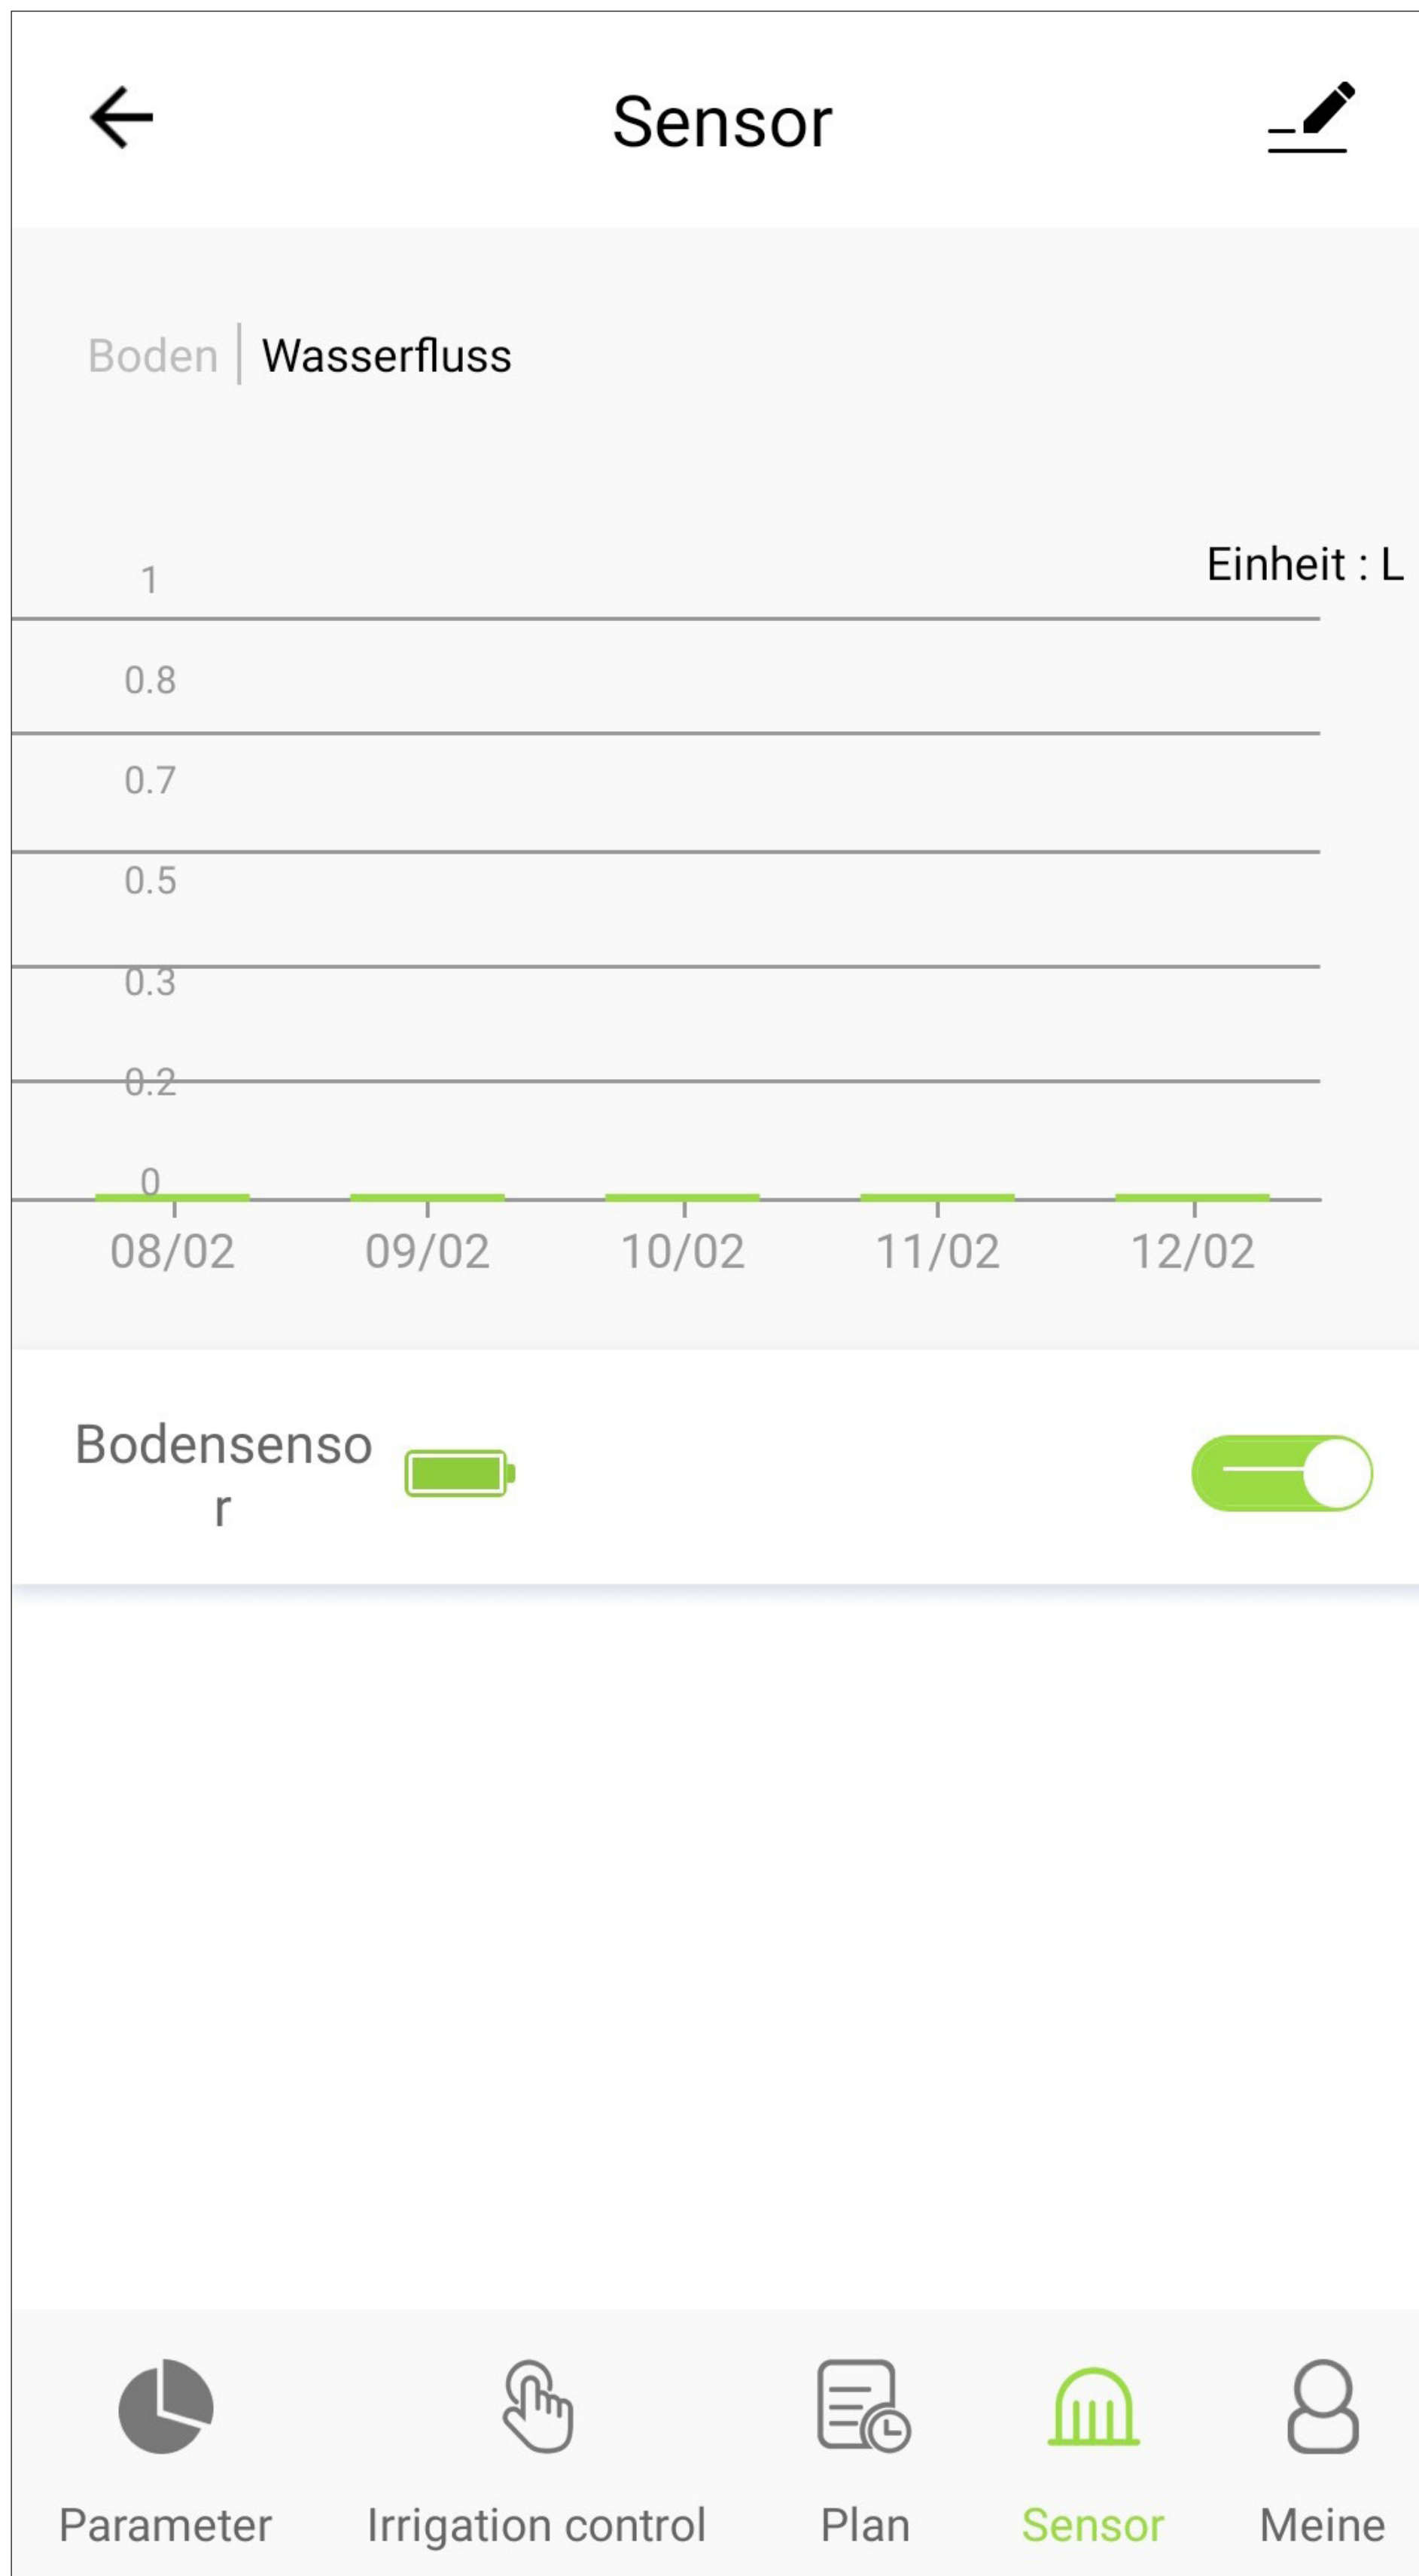 Sensor
Boden | Wasserfluss
Einheit : L
1
0.8
0.7
0.5
0.3
0.2
0
08/02 09/02 10/02 11/02 12/02
Bodensenso
r
Parameter Irrigation control Plan Sensor Meine